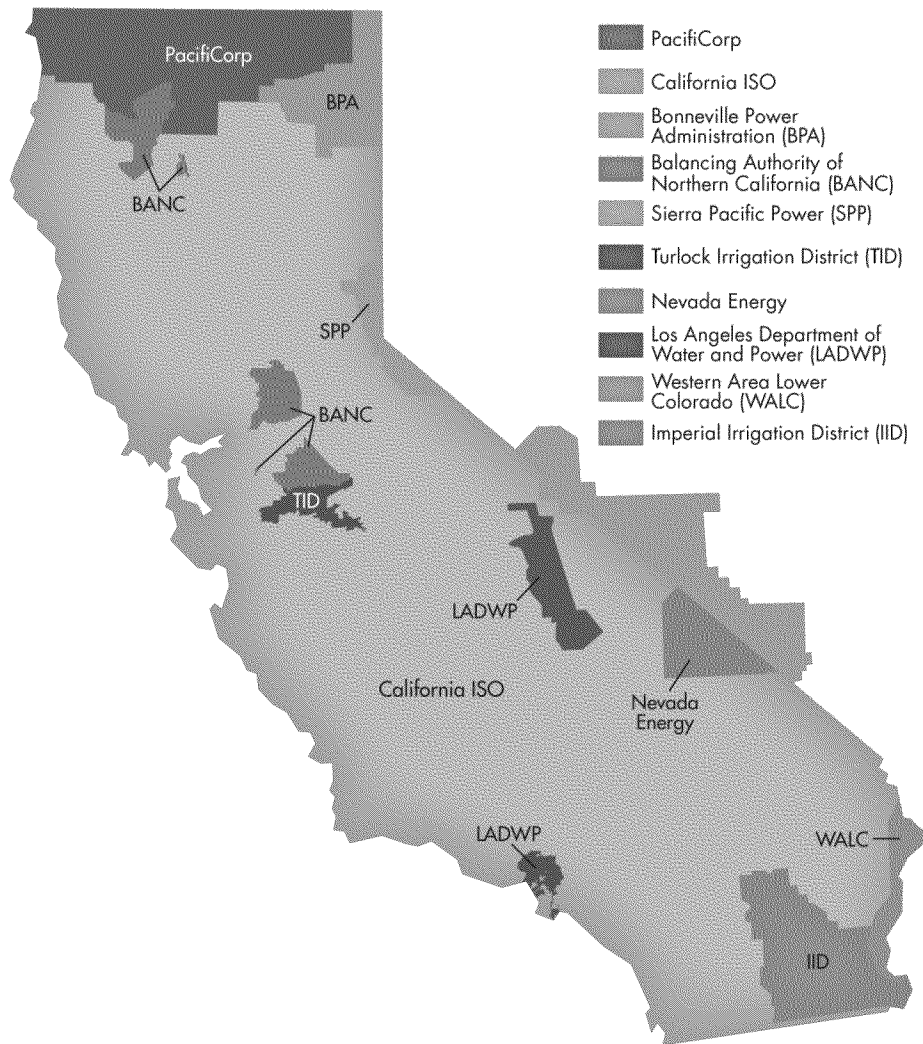 PacifiCorp
BPA
BANC
SPP
BANC
TID
LADWP
California ISO
Nevada
Energy
LADWP
WALC
IID
PacifiCorp
California ISO
Bonneville Power
Administration (BPA)
Balancing Authority of
Northern California (BANC)
Sierra Pacific Power (SPP)
Turlock Irrigation District (TID)
Nevada Energy
Los Angeles Department of
Water and Power (LADWP)
Western Area Lower
Colorado (WALC)
Imperial Irrigation District (IID)